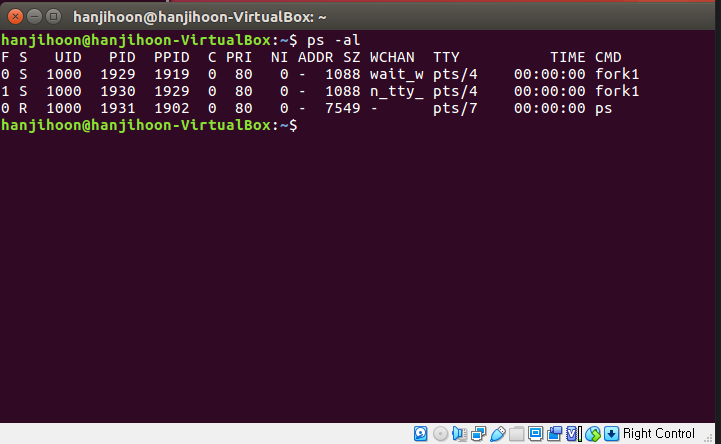 hanjihoon@hanjihoon-VirtualBox: ~
hanjihoon@hanjihoon-VirtualBox:~$ ps -al
F S   UID   PID  PPID  C PRI  NI ADDR SZ WCHAN  TTY          TIME CMD
0 S  1000  1929  1919  0  80   0 -  1088 wait_w pts/4    00:00:00 fork1
1 S  1000  1930  1929  0  80   0 -  1088 n_tty_ pts/4    00:00:00 fork1
0 R  1000  1931  1902  0  80   0 -  7549 -      pts/7    00:00:00 ps
hanjihoon@hanjihoon-VirtualBox:~$
Right Control